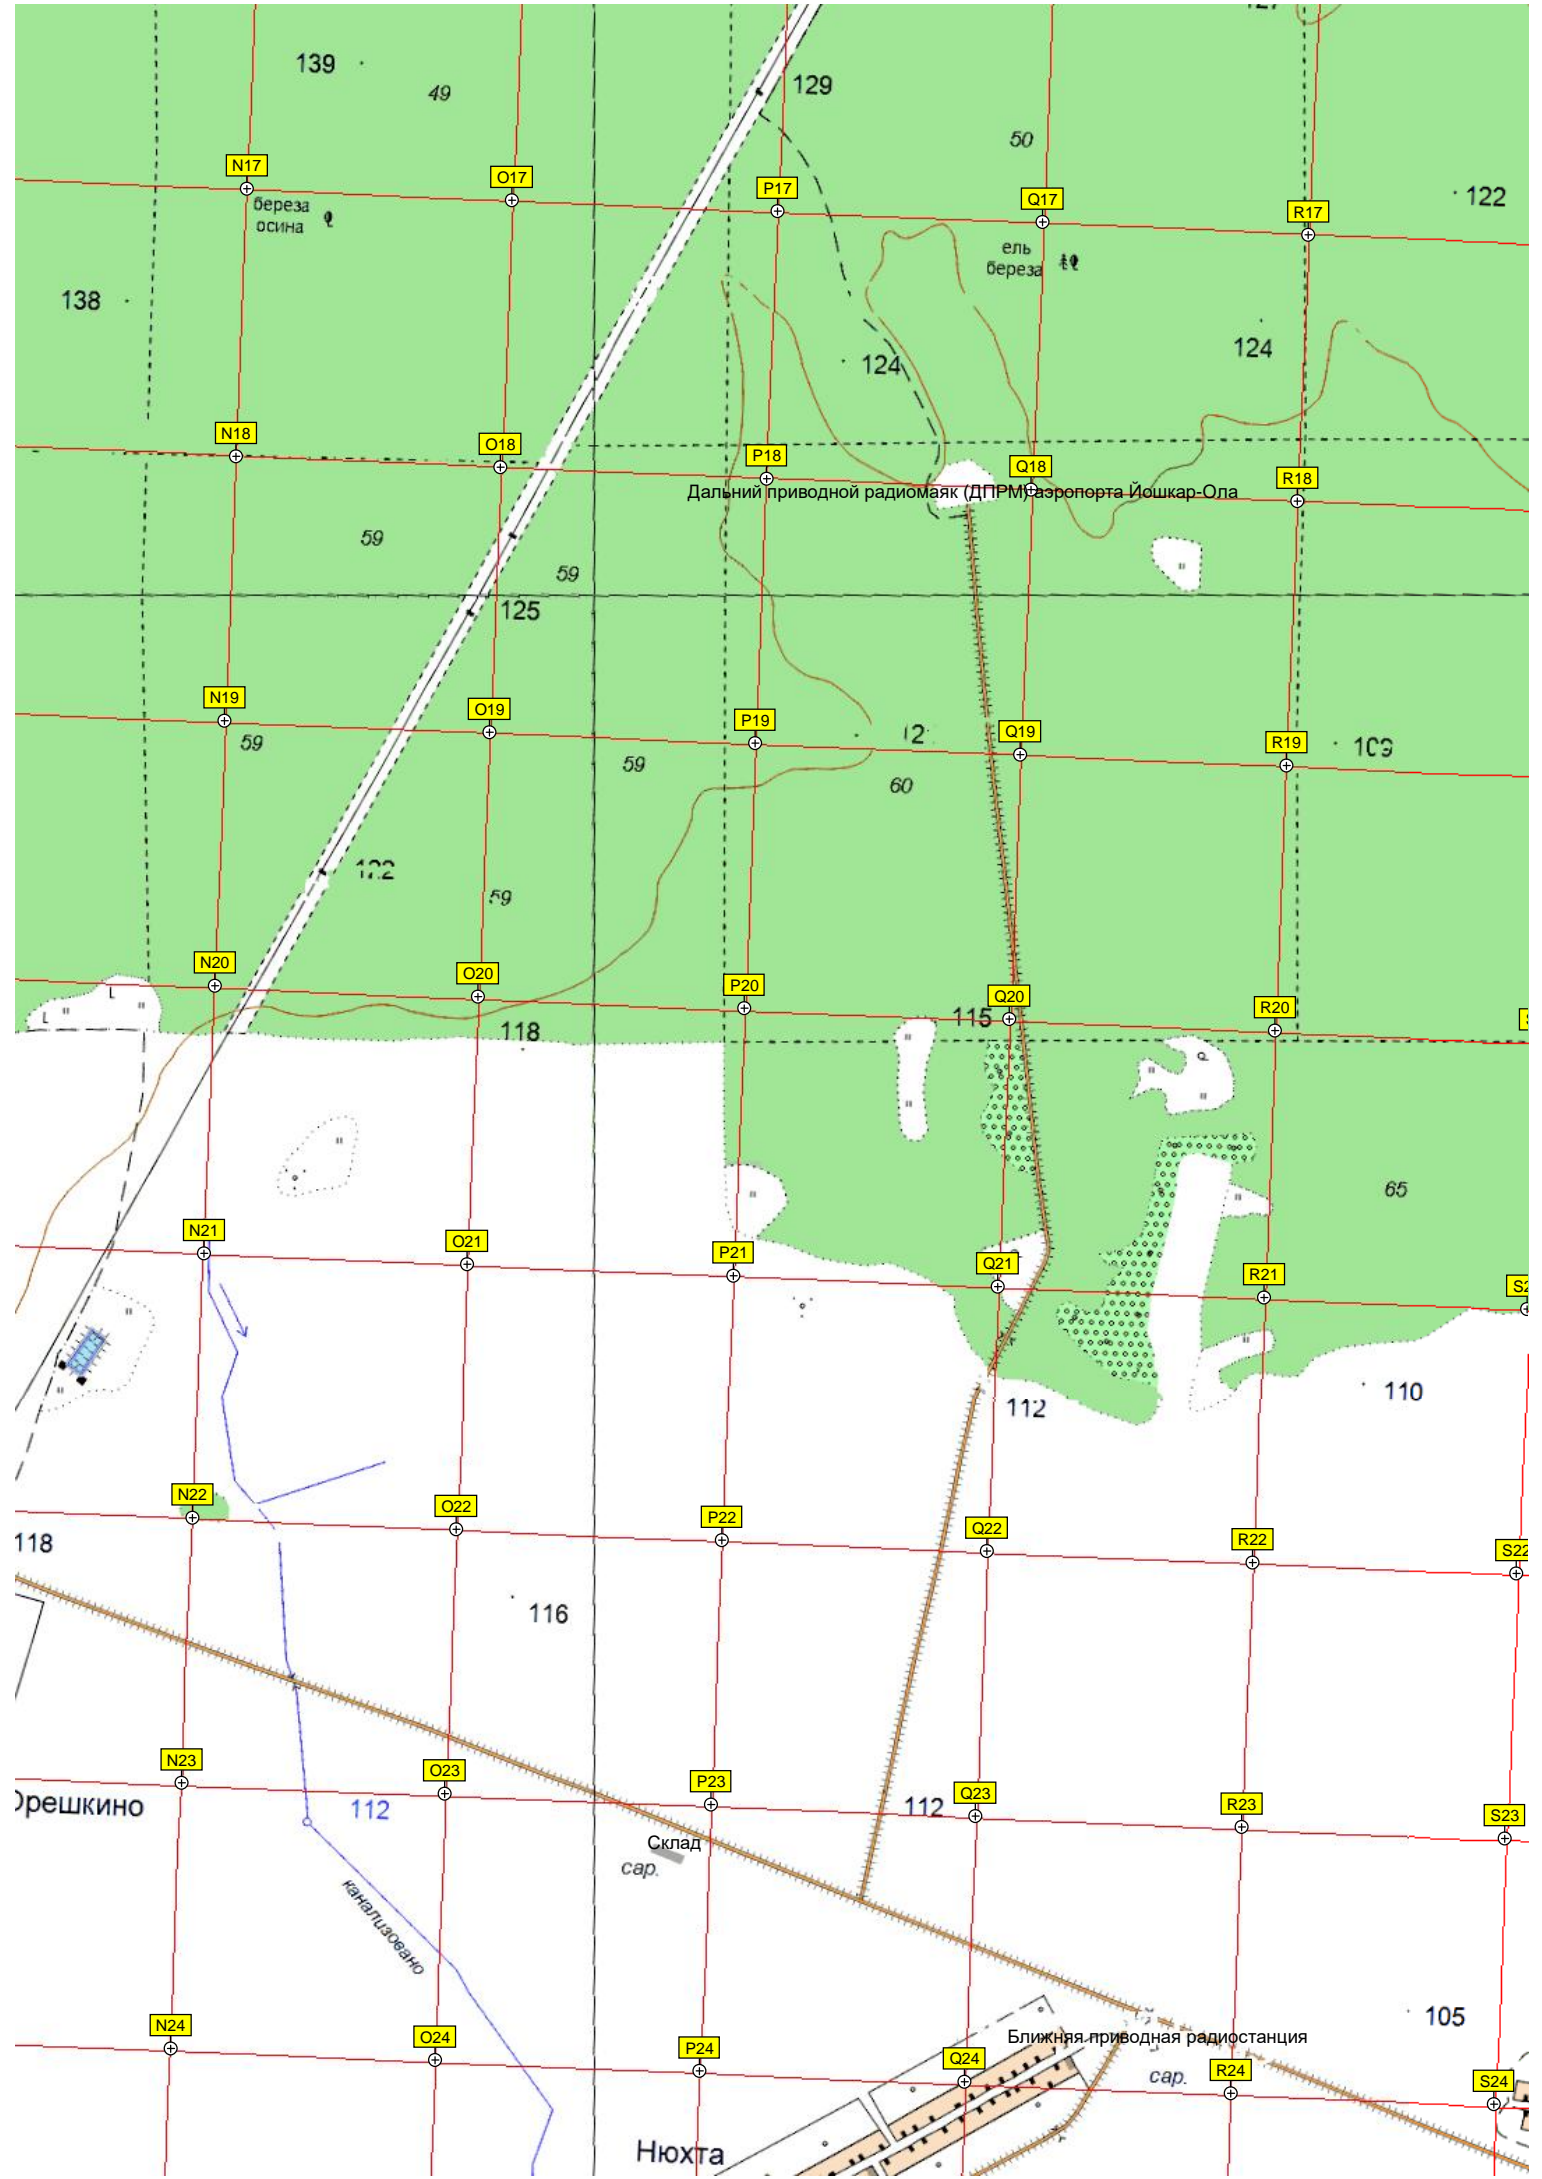 139
49
129
50
N17
O17
P17
Q17
R17
122
береза
осина
ель
береза
138
124
124
N18
O18
P18
Q18
R18
Дальний приводной радиомаяк (ДПРМ) аэропорта Йошкар-Ола
59
59
125
N19
O19
P19
Q19
R19
59
59
60
109
122
59
N20
O20
P20
Q20
R20
115
118
65
N21
O21
P21
Q21
R21
110
112
N22
O22
P22
Q22
R22
S22
118
116
N23
O23
P23
Q23
R23
S23
112
112
Склад
сар.
канализовано
105
N24
O24
P24
Q24
R24
S24
Ближняя приводная радиостанция
сар.
Нюхта